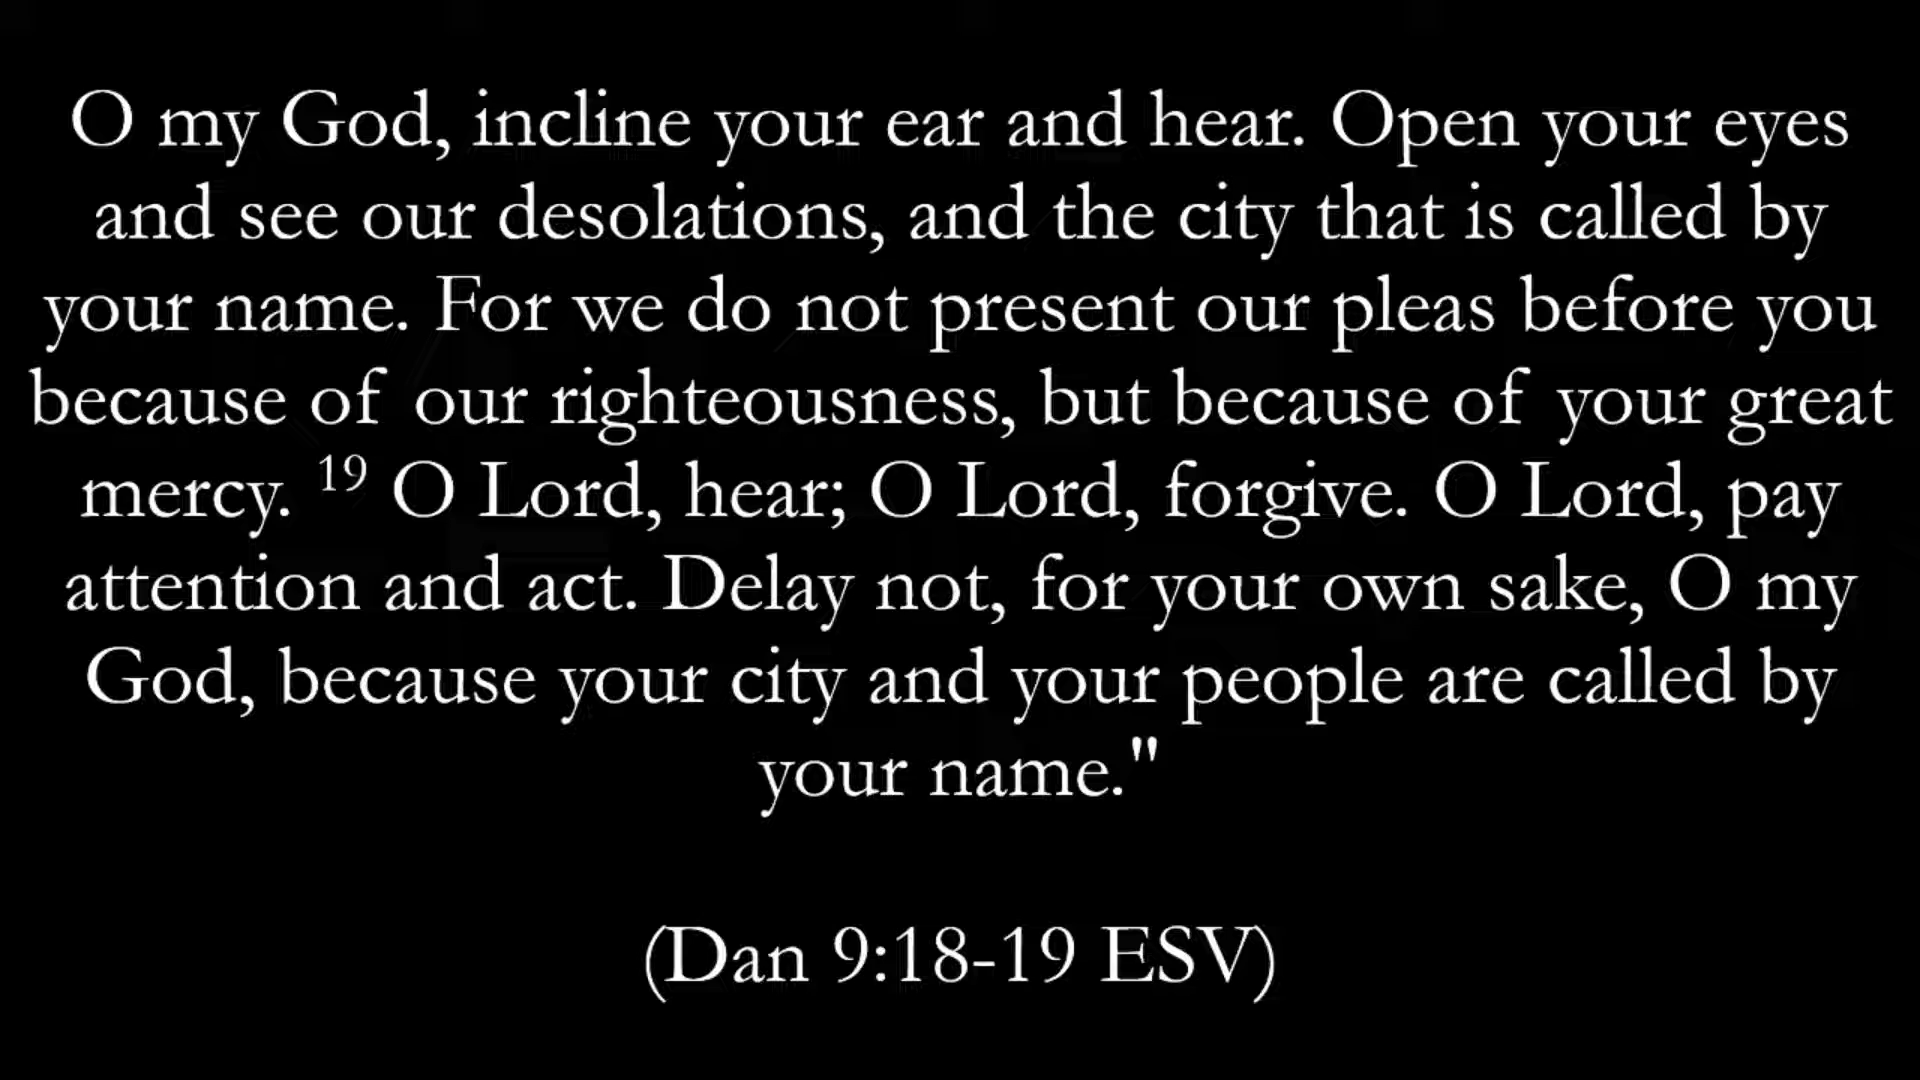 O my God, incline your ear and hear. Open your eyes
and see our desolations, and the city that is called by
your name. For we do not present our pleas before you
because of our righteousness, but because of your great
mercy. 19 O Lord, hear; O Lord, forgive. O Lord, pay
attention and act. Delay not, for your own sake, O my
God, because your city and your people are called by
your name."
(Dan 9:18-19 ESV)